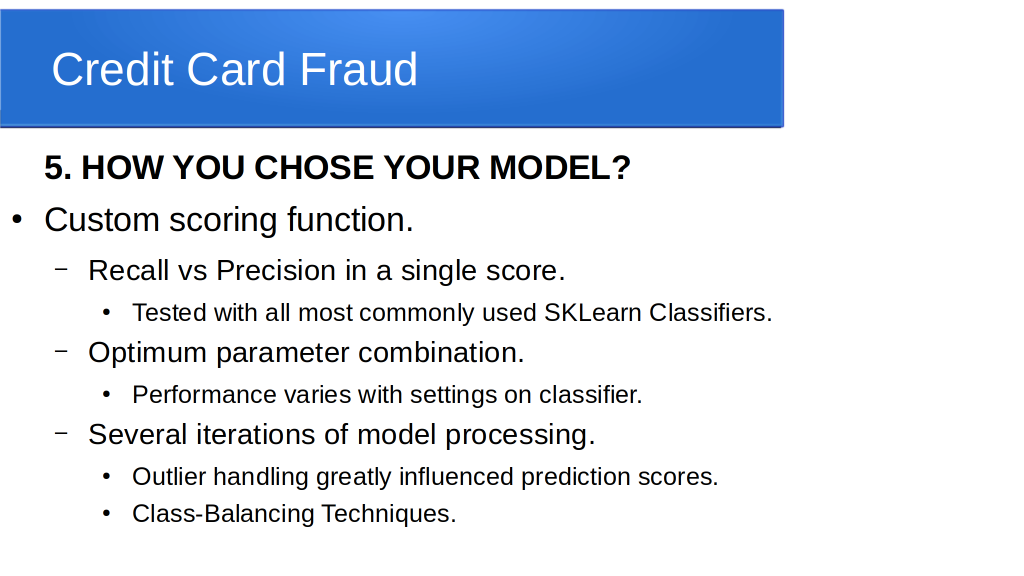 Credit Card Fraud
5. HOW YOU CHOSE YOUR MODEL?
• Custom scoring function.
– Recall vs Precision in a single score.
• Tested with all most commonly used SKLearn Classifiers.
– Optimum parameter combination.
• Performance varies with settings on classifier.
– Several iterations of model processing.
• Outlier handling greatly influenced prediction scores.
• Class-Balancing Techniques.